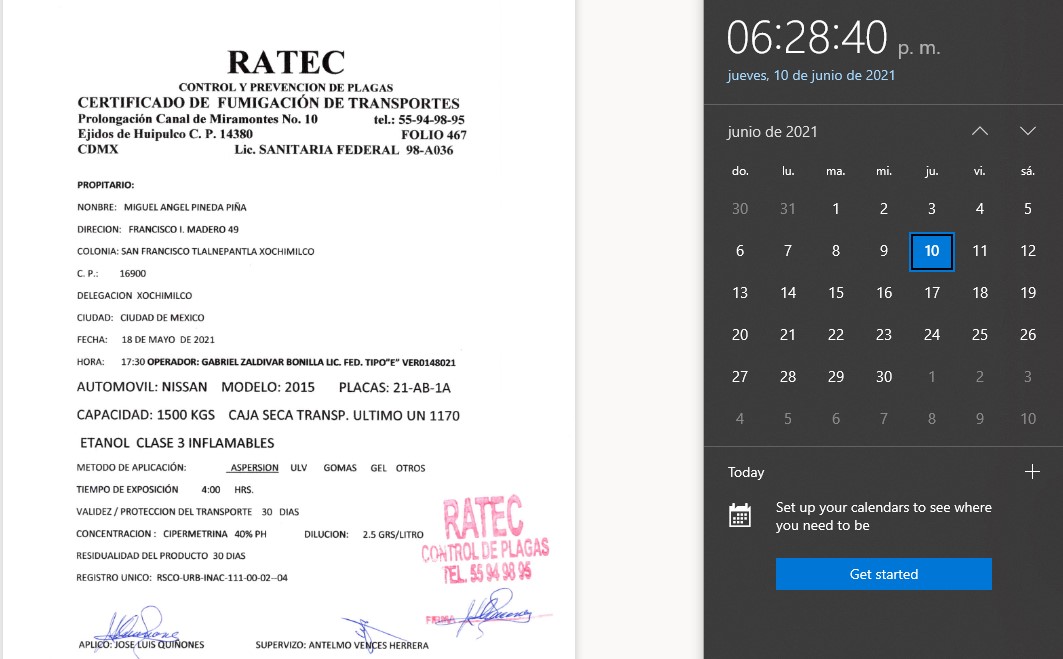 RATEC
CONTROL Y PREVENCION DE PLAGAS
CERTIFICADO DE FUMIGACIÓN DE TRANSPORTES
Prolongación Canal de Miramontes No. 10 tel.: 55-94-98-95
Ejidos de Huipulco C. P. 14380 FOLIO 467
CDMX Lic. SANITARIA FEDERAL 98-A036
PROPITARIO:
NONBRE: MIGUEL ANGEL PINEDA PIÑA
DIRECION: FRANCISCO I. MADERO 49
COLONIA: SAN FRANCISCO TLALNEPANTLA XOCHIMILCO
C. P.: 16900
DELEGACION XOCHIMILCO
CIUDAD: CIUDAD DE MEXICO
FECHA: 18 DE MAYO DE 2021
HORA: 17:30 OPERADOR: GABRIEL ZALDIVAR BONILLA LIC. FED. TIPO"E" VER0148021
AUTOMOVIL: NISSAN MODELO: 2015 PLACAS: 21-AB-1A
CAPACIDAD: 1500 KGS CAJA SECA TRANSP. ULTIMO UN 1170
ETANOL CLASE 3 INFLAMABLES
METODO DE APLICACIÓN: _ASPERSION ULV GOMAS GEL OTROS
TIEMPO DE EXPOSICIÓN 4:00 HRS.
VALIDEZ / PROTECCION DEL TRANSPORTE 30 DIAS
CONCENTRACION : CIPERMETRINA 40% PH DILUCION: 2.5 GRS/LITRO
RESIDUALIDAD DEL PRODUCTO 30 DIAS
REGISTRO UNICO: RSCO-URB-INAC-111-00-02--04
RATEC
CONTROL DE PLAGAS
TEL. 55 94 98 95
FIRMA
APLICO: JOSE LUIS QUIÑONES SUPERVIZO: ANTELMO VENCES HERRERA
06:28:40 p. m.
jueves, 10 de junio de 2021
junio de 2021
do. lu. ma. mi. ju. vi. sá.
30 31 1 2 3 4 5
6 7 8 9 10 11 12
13 14 15 16 17 18 19
20 21 22 23 24 25 26
27 28 29 30 1 2 3
4 5 6 7 8 9 10
Today
Set up your calendars to see where
you need to be
Get started